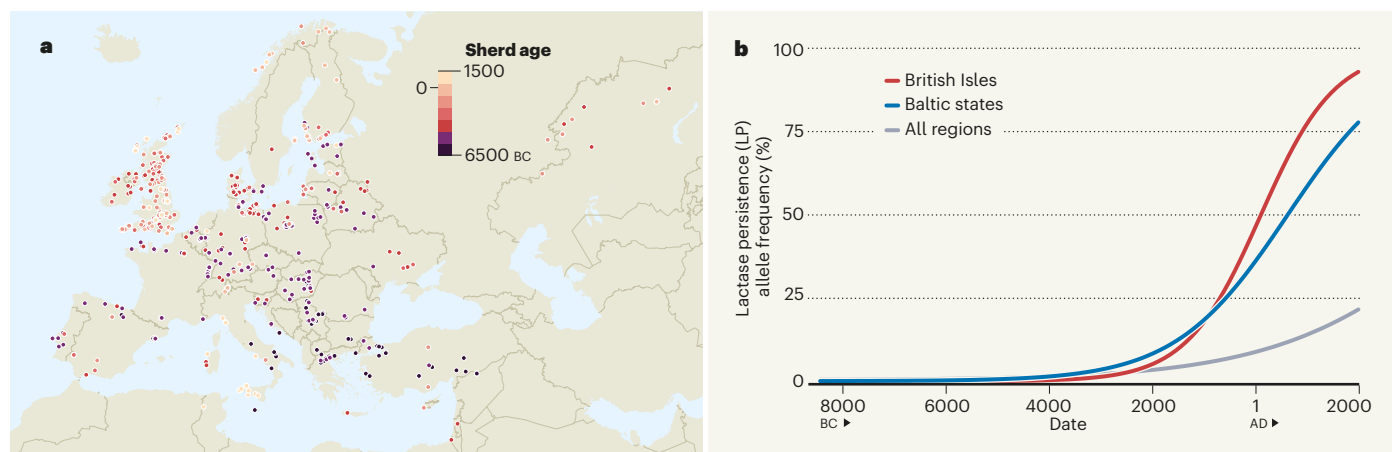 a
Sherd age
1500
0
6500 BC
b
100
75
50
25
0
Lactase persistence (LP)
allele frequency (%)
British Isles
Baltic states
All regions
8000 6000 4000 2000 1 2000
BC ▶ Date AD ▶